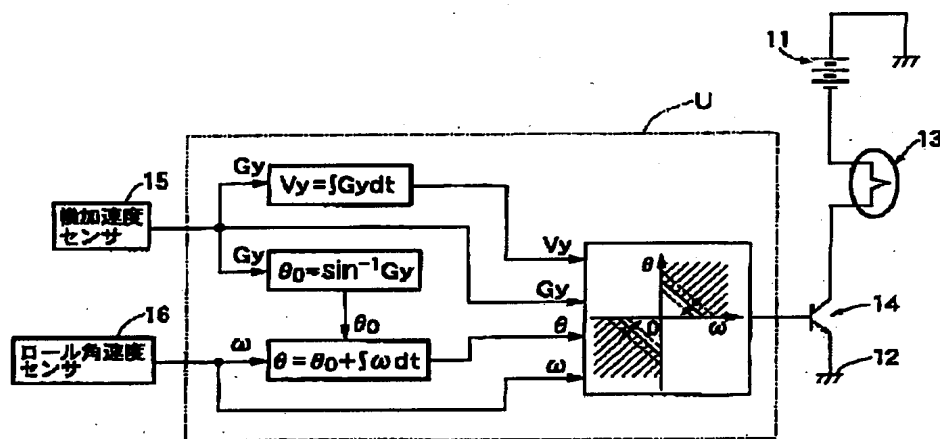 11
U
13
15
横加速度
センサ
Gy
Vy=∫Gydt
Gy
θ₀=sin⁻¹Gy
θ₀
16
ロール角速度
センサ
ω
θ=θ₀+∫ωdt
Vy
Gy
θ
ω
θ
0
ω
14
12